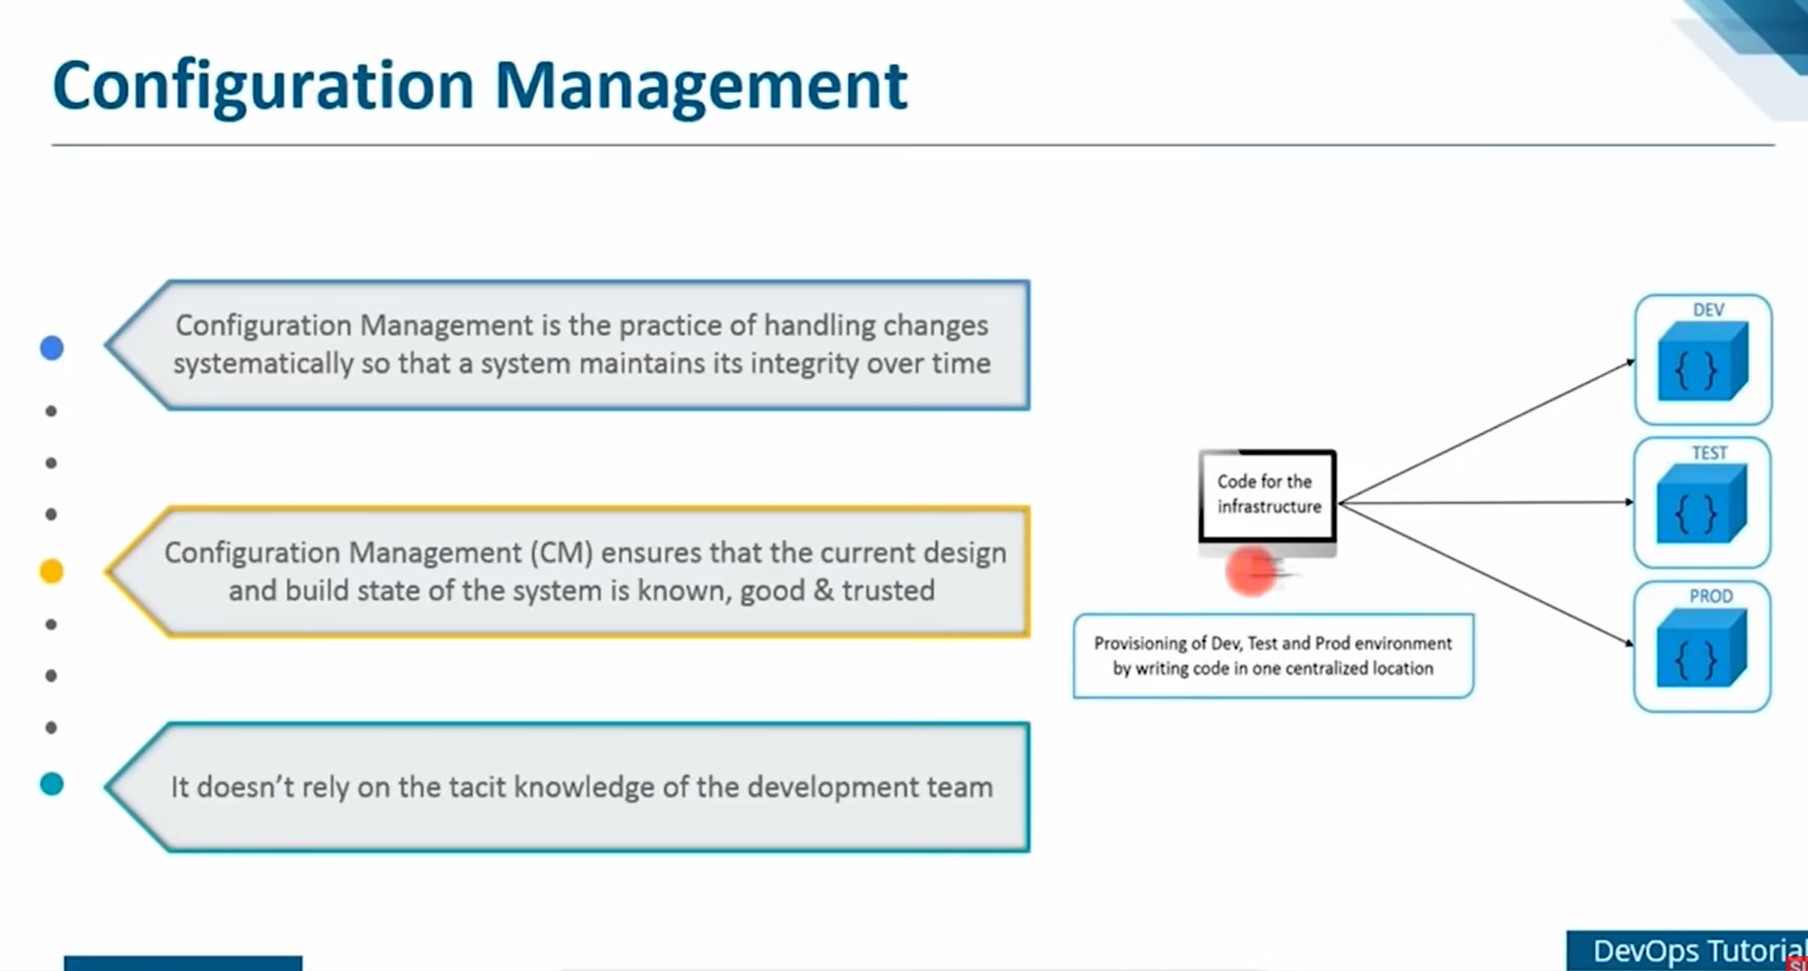 Configuration Management
Configuration Management is the practice of handling changes
systematically so that a system maintains its integrity over time
Configuration Management (CM) ensures that the current design
and build state of the system is known, good & trusted
It doesn't rely on the tacit knowledge of the development team
Code for the
infrastructure
Provisioning of Dev, Test and Prod environment
by writing code in one centralized location
DEV
{ }
TEST
{ }
PROD
{ }
DevOps Tutorial